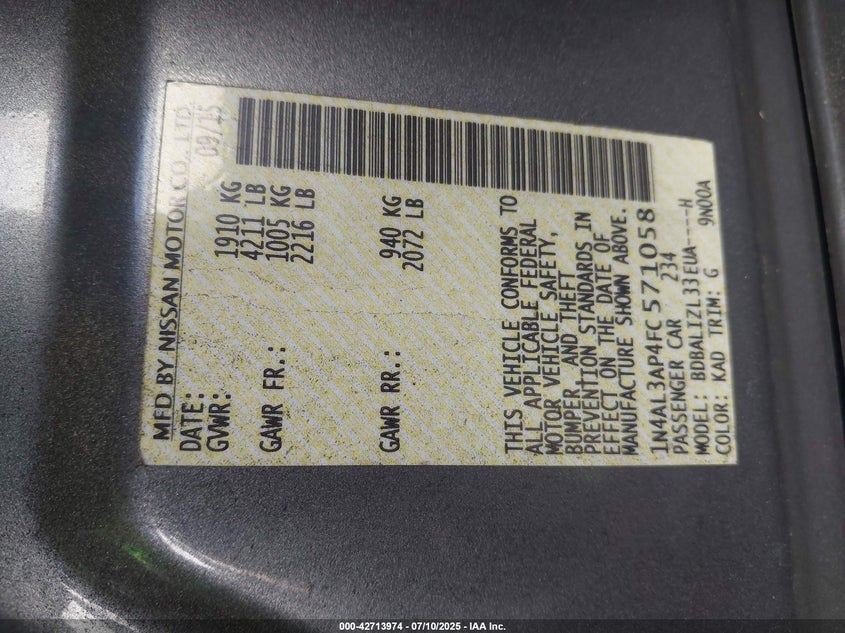 MFD BY NISSAN MOTOR CO., LTD.
DATE: 09/15
GVWR: 1910 KG
4211 LB
GAWR FR.: 1005 KG
2216 LB
GAWR RR.: 940 KG
2072 LB
THIS VEHICLE CONFORMS TO
ALL APPLICABLE FEDERAL
MOTOR VEHICLE SAFETY,
BUMPER, AND THEFT
PREVENTION STANDARDS IN
EFFECT ON THE DATE OF
MANUFACTURE SHOWN ABOVE.
1N4AL3AP4FC571058
PASSENGER CAR 234
MODEL: BDBALIZL33EUA----H
COLOR: KAD TRIM: G 9N00A
000-42713974 / 07/10/2025 - IAA Inc.